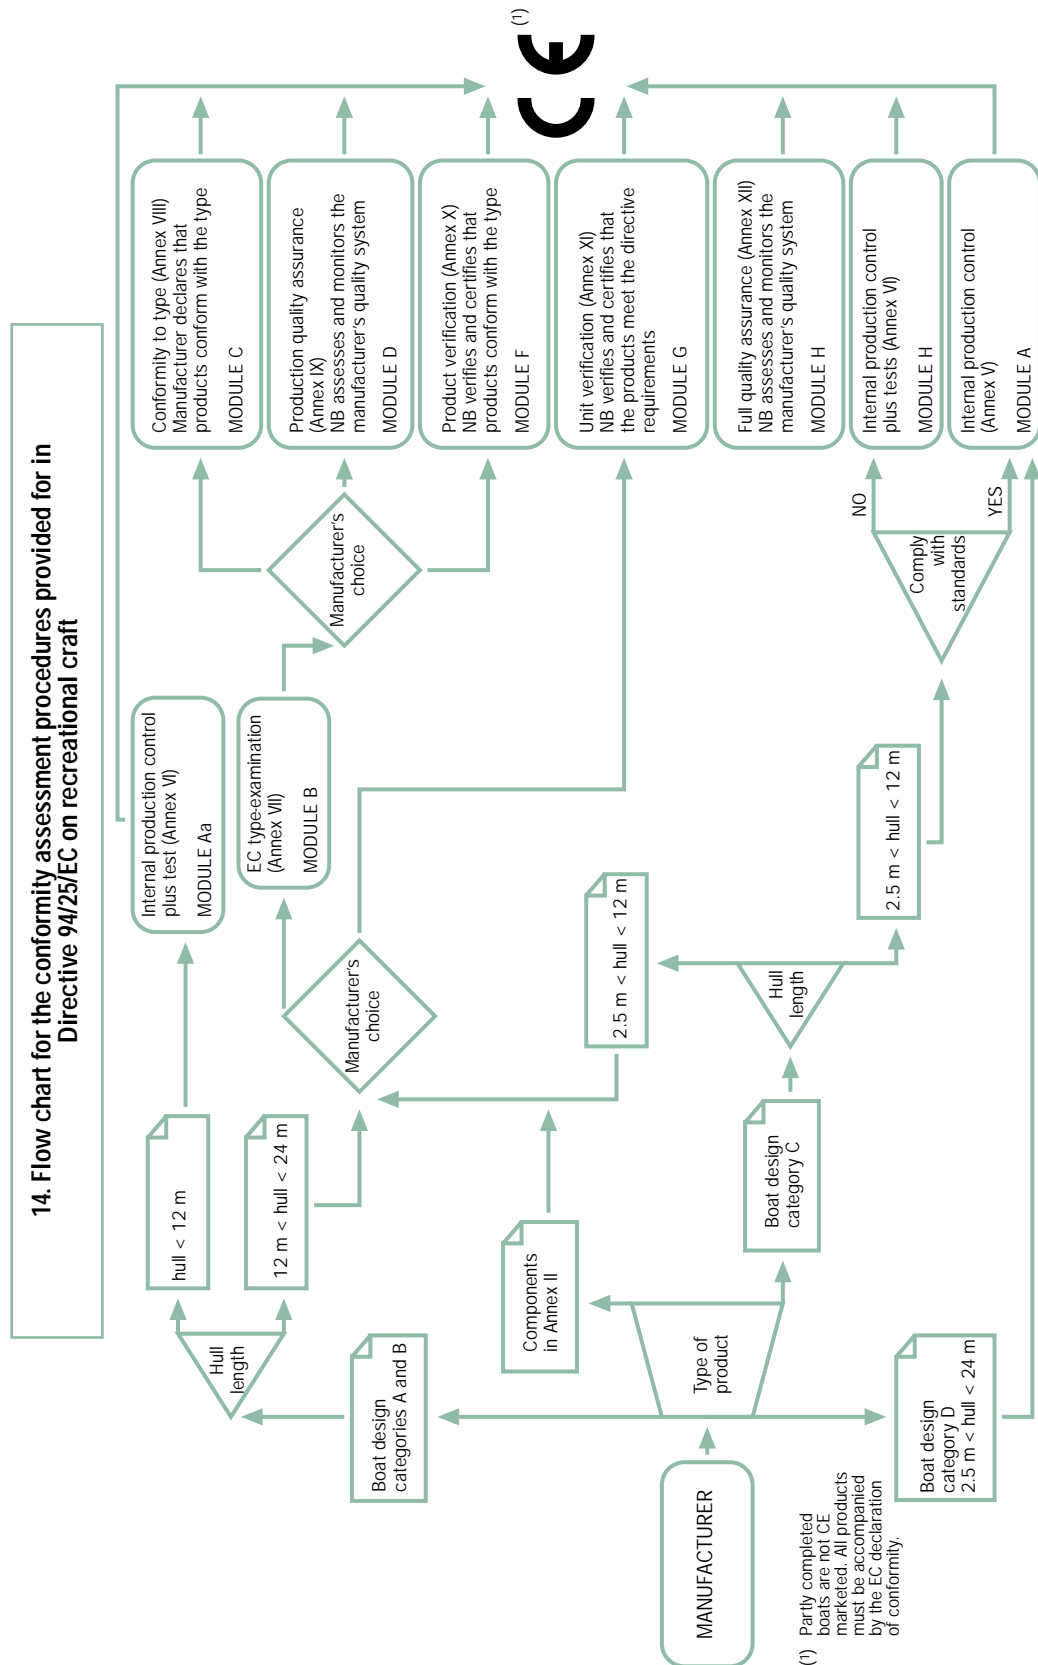 14. Flow chart for the conformity assessment procedures provided for in
Directive 94/25/EC on recreational craft
MANUFACTURER
Type of
product
Boat design
categories A and B
Hull
length
hull < 12 m
12 m < hull < 24 m
Internal production control
plus test (Annex VI)
MODULE Aa
EC type-examination
(Annex VII)
MODULE B
Manufacturer's
choice
Manufacturer's
choice
Components
in Annex II
Boat design
category C
Hull
length
2.5 m < hull < 12 m
2.5 m < hull < 12 m
Comply
with
standards
NO
YES
Boat design
category D
2.5 m < hull < 24 m
Conformity to type (Annex VIII)
Manufacturer declares that
products conform with the type
MODULE C
Production quality assurance
(Annex IX)
NB assesses and monitors the
manufacturer's quality system
MODULE D
Product verification (Annex X)
NB verifies and certifies that
products conform with the type
MODULE F
Unit verification (Annex XI)
NB verifies and certifies that
the products meet the directive
requirements
MODULE G
Full quality assurance (Annex XII)
NB assesses and monitors the
manufacturer's quality system
MODULE H
Internal production control
plus tests (Annex VI)
MODULE H
Internal production control
(Annex V)
MODULE A
CE (1)
(1) Partly completed
boats are not CE
marketed. All products
must be accompanied
by the EC declaration
of conformity.